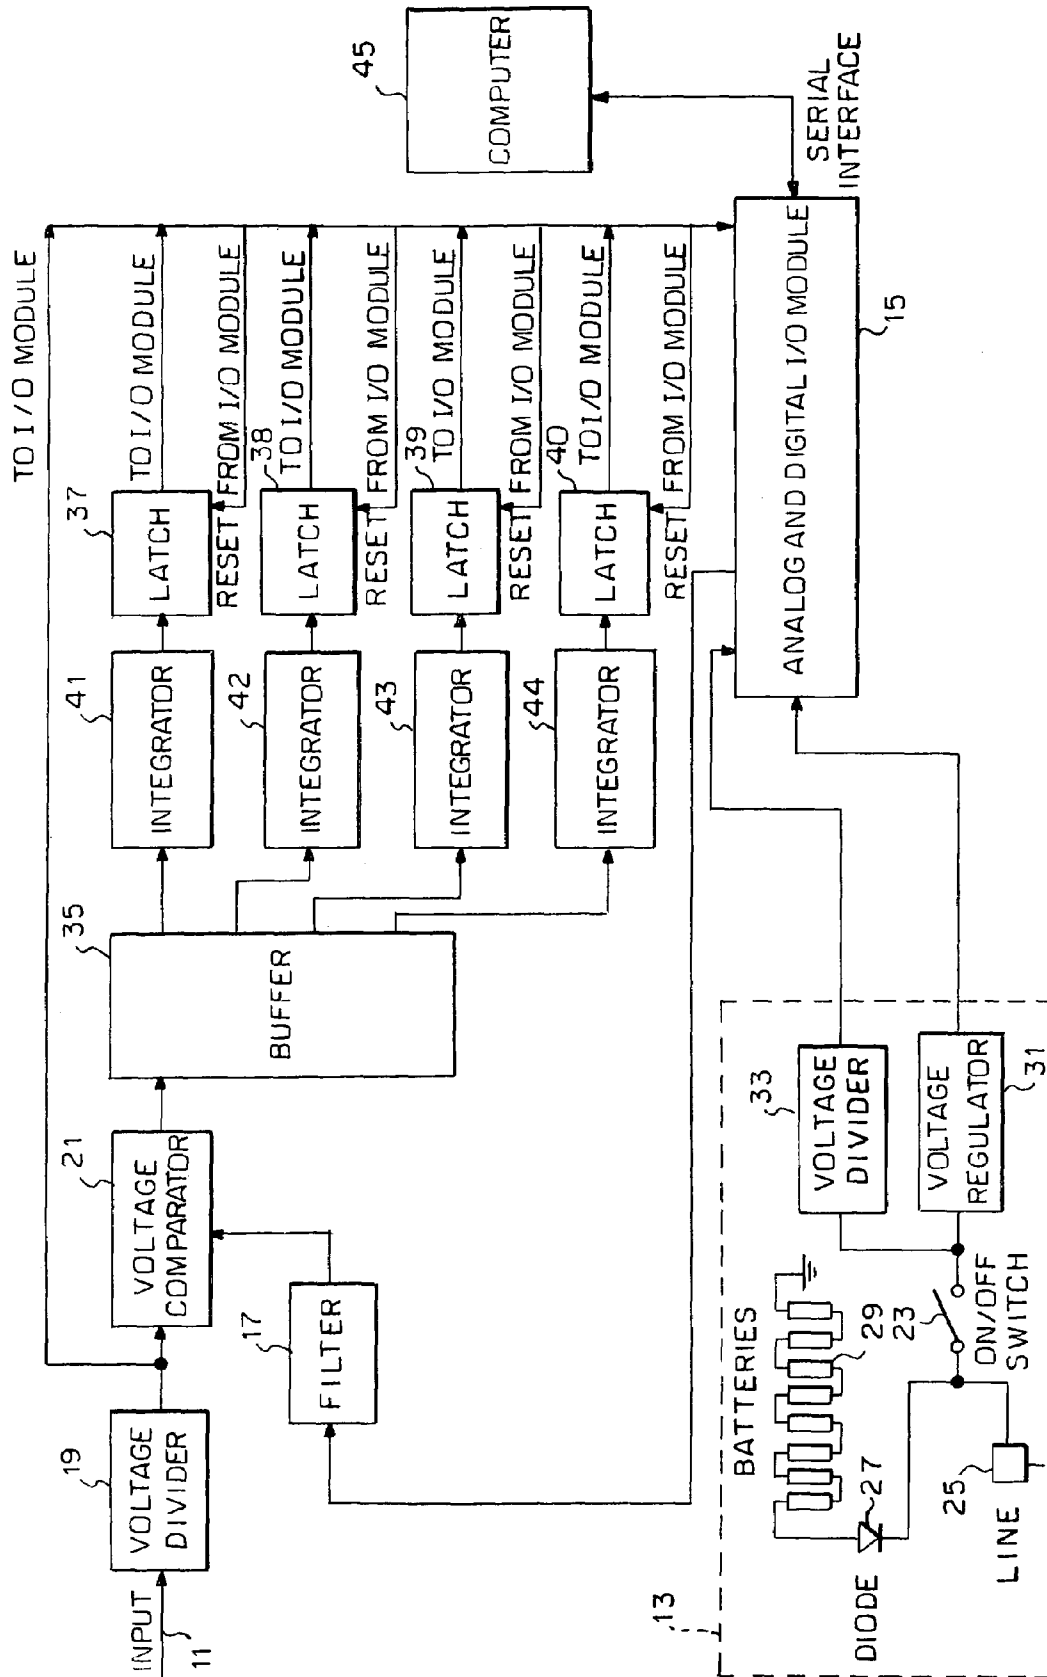 INPUT
11
19
VOLTAGE
DIVIDER
21
VOLTAGE
COMPARATOR
17
FILTER
35
BUFFER
TO I/O MODULE
41
INTEGRATOR
37
LATCH
TO I/O MODULE
RESET
FROM I/O MODULE
42
INTEGRATOR
38
LATCH
TO I/O MODULE
RESET
FROM I/O MODULE
43
INTEGRATOR
39
LATCH
TO I/O MODULE
RESET
FROM I/O MODULE
44
INTEGRATOR
40
LATCH
TO I/O MODULE
RESET
FROM I/O MODULE
45
COMPUTER
SERIAL
INTERFACE
ANALOG AND DIGITAL I/O MODULE
15
13
BATTERIES
29
DIODE
27
LINE
25
23
ON/OFF
SWITCH
33
VOLTAGE
DIVIDER
VOLTAGE
REGULATOR
31